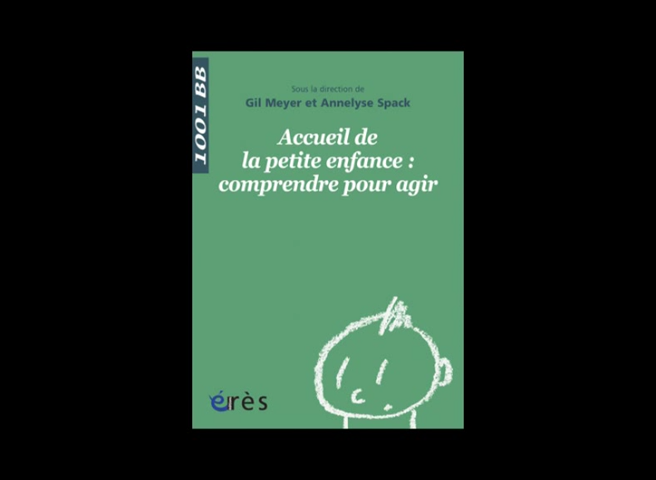 1001 BB
Sous la direction de
Gil Meyer et Annelyse Spack
Accueil de
la petite enfance :
comprendre pour agir
érès